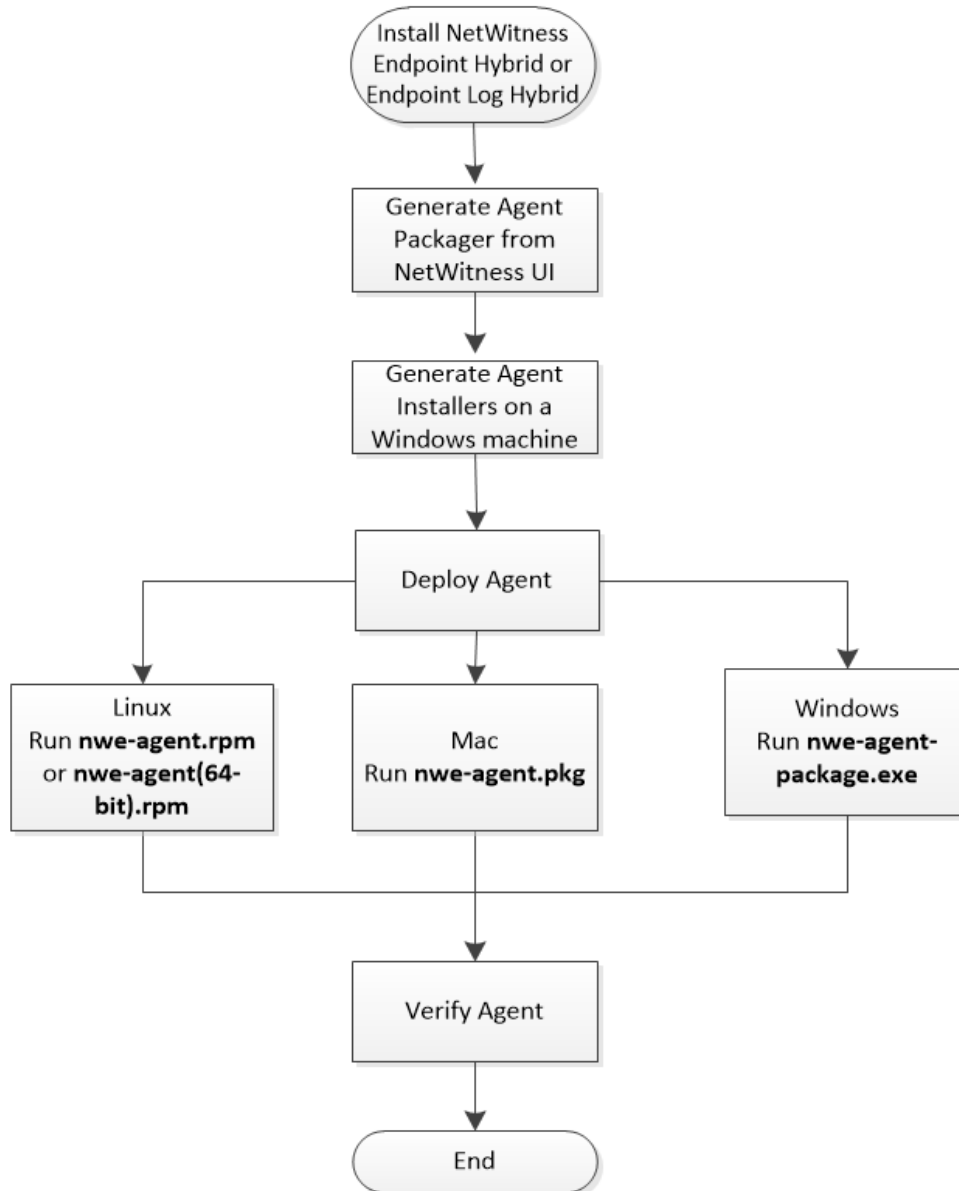 Install NetWitness
Endpoint Hybrid or
Endpoint Log Hybrid
Generate Agent
Packager from
NetWitness UI
Generate Agent
Installers on a
Windows machine
Deploy Agent
Linux
Run nwe-agent.rpm
or nwe-agent(64-
bit).rpm
Mac
Run nwe-agent.pkg
Windows
Run nwe-agent-
package.exe
Verify Agent
End